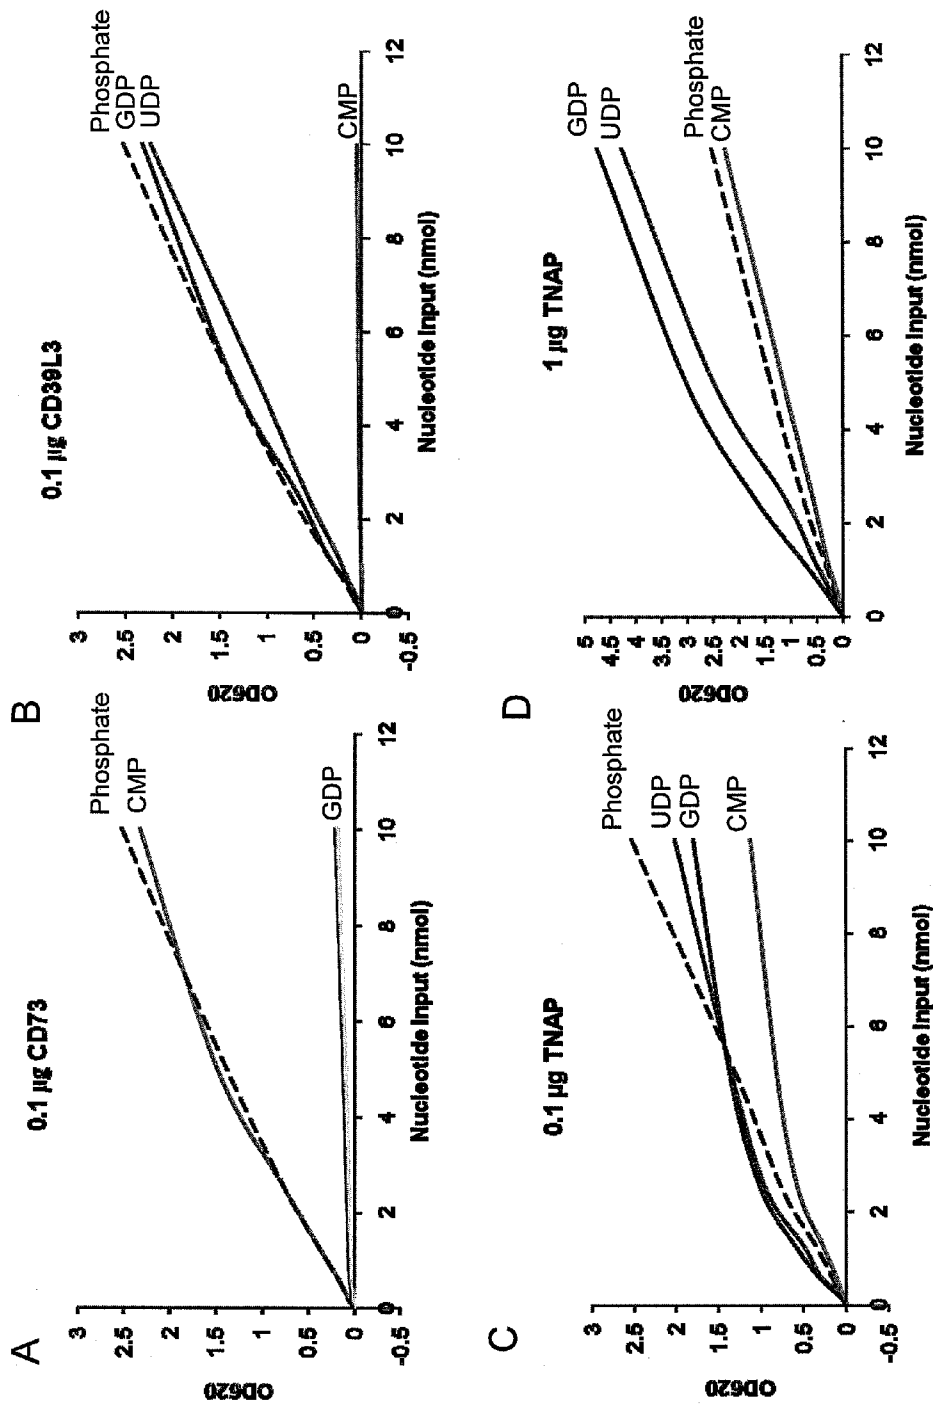 A
0.1 µg CD73
OD620
3
2.5
2
1.5
1
0.5
0
-0.5
0
2
4
6
8
10
12
Nucleotide Input (nmol)
Phosphate
CMP
GDP
B
0.1 µg CD39L3
OD620
3
2.5
2
1.5
1
0.5
0
-0.5
0
2
4
6
8
10
12
Nucleotide Input (nmol)
Phosphate
GDP
UDP
CMP
C
0.1 µg TNAP
OD620
3
2.5
2
1.5
1
0.5
0
-0.5
0
2
4
6
8
10
12
Nucleotide Input (nmol)
Phosphate
UDP
GDP
CMP
D
1 µg TNAP
OD620
5
4.5
4
3.5
3
2.5
2
1.5
1
0.5
0
0
2
4
6
8
10
12
Nucleotide Input (nmol)
GDP
UDP
Phosphate
CMP